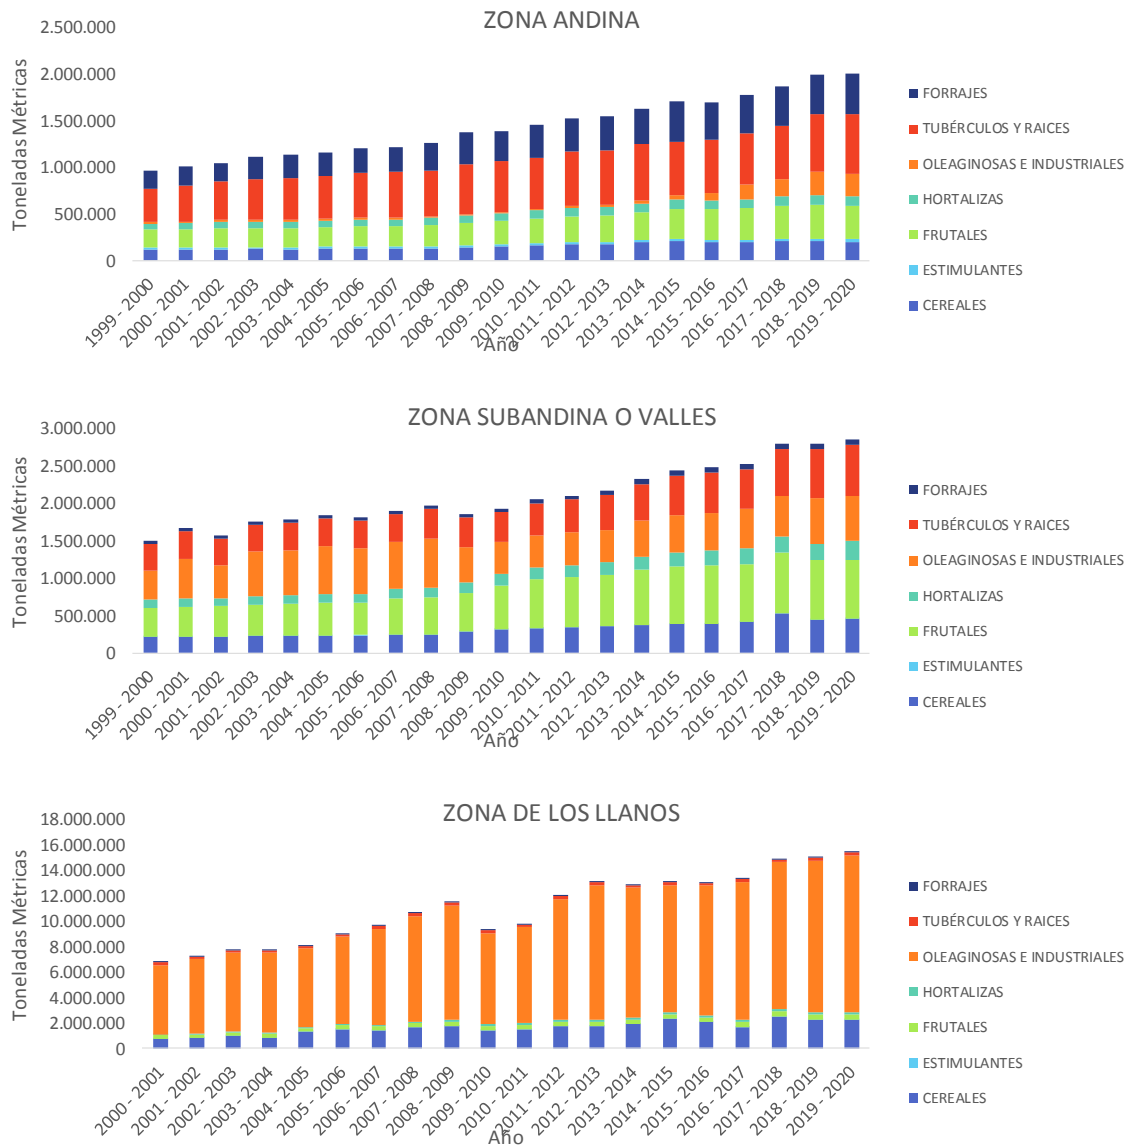 ZONA ANDINA
Toneladas Métricas
2.500.000
2.000.000
1.500.000
1.000.000
500.000
0
1999 - 2000
2000 - 2001
2001 - 2002
2002 - 2003
2003 - 2004
2004 - 2005
2005 - 2006
2006 - 2007
2007 - 2008
2008 - 2009
2009 - 2010
2010 - 2011
2011 - 2012
2012 - 2013
2013 - 2014
2014 - 2015
2015 - 2016
2016 - 2017
2017 - 2018
2018 - 2019
2019 - 2020
Año
FORRAJES
TUBÉRCULOS Y RAICES
OLEAGINOSAS E INDUSTRIALES
HORTALIZAS
FRUTALES
ESTIMULANTES
CEREALES
ZONA SUBANDINA O VALLES
Toneladas Métricas
3.000.000
2.500.000
2.000.000
1.500.000
1.000.000
500.000
0
1999 - 2000
2000 - 2001
2001 - 2002
2002 - 2003
2003 - 2004
2004 - 2005
2005 - 2006
2006 - 2007
2007 - 2008
2008 - 2009
2009 - 2010
2010 - 2011
2011 - 2012
2012 - 2013
2013 - 2014
2014 - 2015
2015 - 2016
2016 - 2017
2017 - 2018
2018 - 2019
2019 - 2020
Año
FORRAJES
TUBÉRCULOS Y RAICES
OLEAGINOSAS E INDUSTRIALES
HORTALIZAS
FRUTALES
ESTIMULANTES
CEREALES
ZONA DE LOS LLANOS
Toneladas Métricas
18.000.000
16.000.000
14.000.000
12.000.000
10.000.000
8.000.000
6.000.000
4.000.000
2.000.000
0
2000 - 2001
2001 - 2002
2002 - 2003
2003 - 2004
2004 - 2005
2005 - 2006
2006 - 2007
2007 - 2008
2008 - 2009
2009 - 2010
2010 - 2011
2011 - 2012
2012 - 2013
2013 - 2014
2014 - 2015
2015 - 2016
2016 - 2017
2017 - 2018
2018 - 2019
2019 - 2020
Año
FORRAJES
TUBÉRCULOS Y RAICES
OLEAGINOSAS E INDUSTRIALES
HORTALIZAS
FRUTALES
ESTIMULANTES
CEREALES